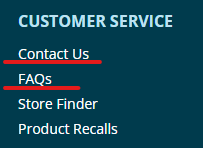 CUSTOMER SERVICE
Contact Us
FAQs
Store Finder
Product Recalls